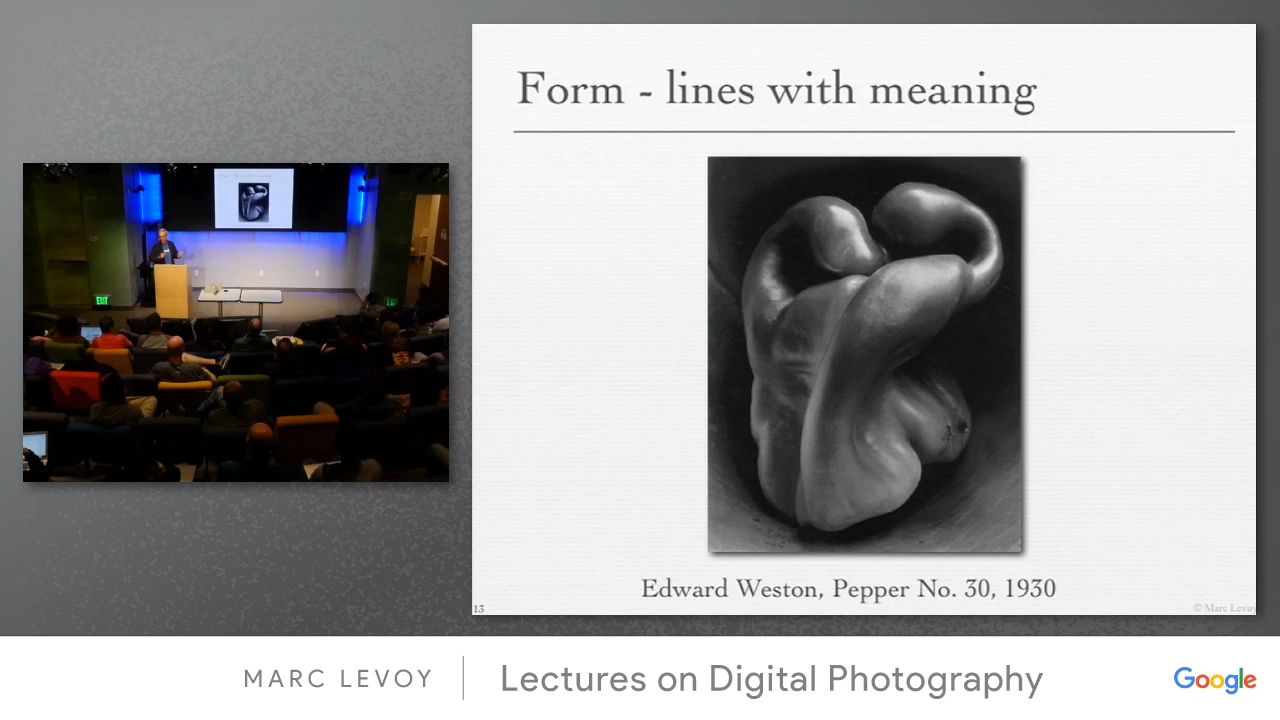 Form - lines with meaning
EXIT
Edward Weston, Pepper No. 30, 1930
13
© Marc Levoy
MARC LEVOY
Lectures on Digital Photography
Google